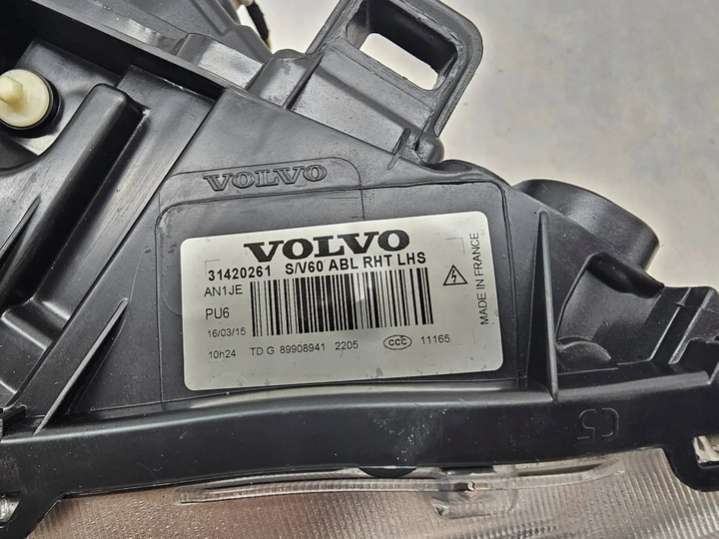 VOLVO
VOLVO
31420261 S/V60 ABL RHT LHS
AN1JE
PU6
16/03/15
10h24 TD G 89908941 2205 CCC 11165
MADE IN FRANCE
C5